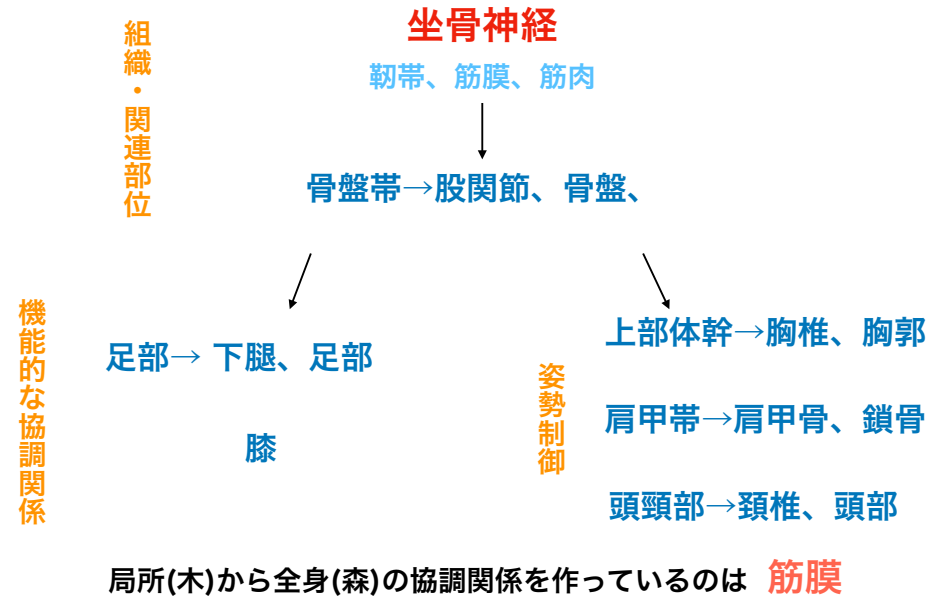 坐骨神経
靭帯、筋膜、筋肉
組織・関連部位
骨盤帯→股関節、骨盤、
機能的な協調関係
足部→ 下腿、足部
膝
姿勢制御
上部体幹→胸椎、胸郭
肩甲帯→肩甲骨、鎖骨
頭頸部→頚椎、頭部
局所(木)から全身(森)の協調関係を作っているのは 筋膜